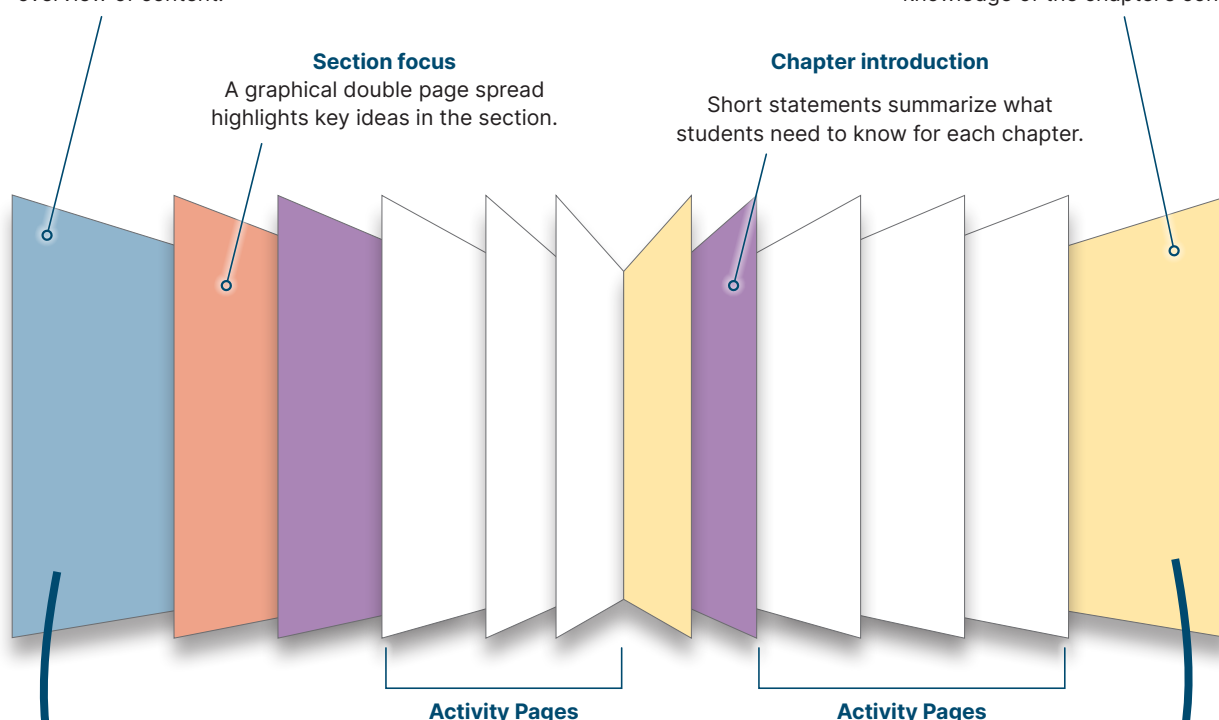 Section focus
A graphical double page spread
highlights key ideas in the section.
Chapter introduction
Short statements summarize what
students need to know for each chapter.
Activity Pages
Activity Pages